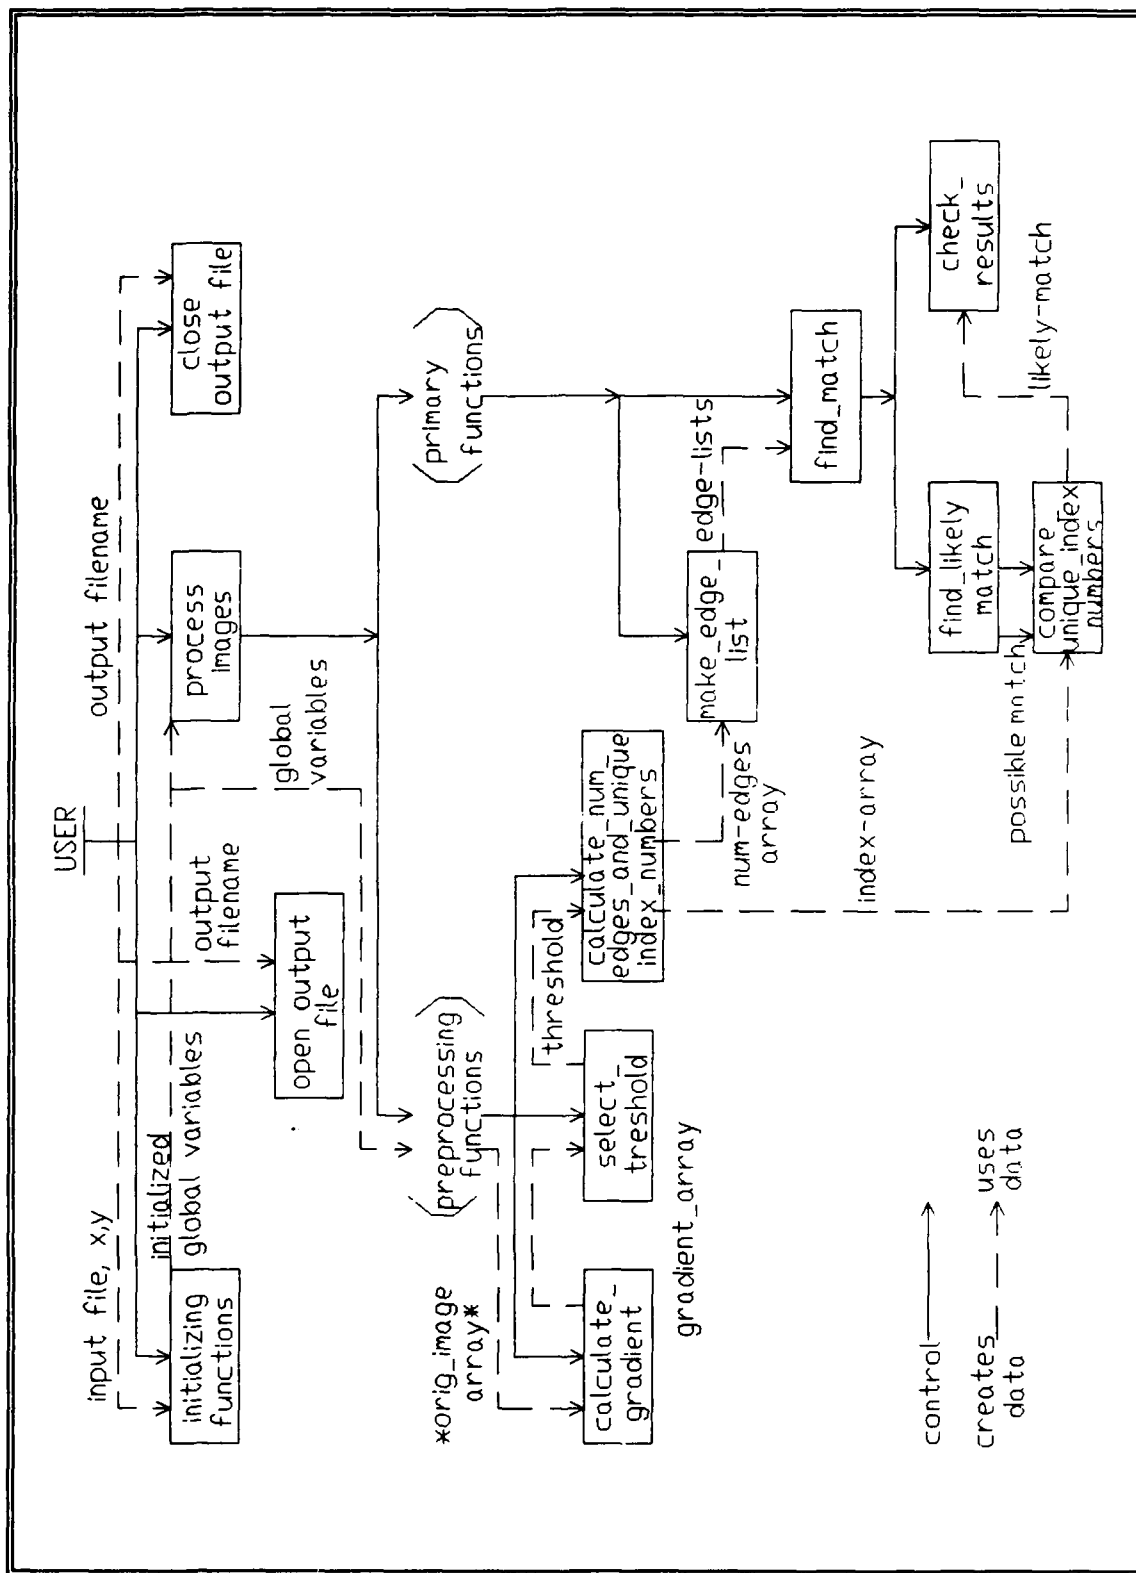 USER
input file, x,y
output filename
initializing
functions
initialized
global variables
output
filename
open output
file
process
images
close
output file
global
variables
(preprocessing
functions)
(primary
functions)
*orig_image
array*
threshold
calculate_
gradient
select_
treshold
calculate_num_
edges_and_unique
index_numbers
gradient_array
num-edges
array
make_edge_
list
edge-lists
find_match
index-array
find_likely
match
check_
results
possible match
compare
unique_index
numbers
likely-match
control
creates
data
uses
data